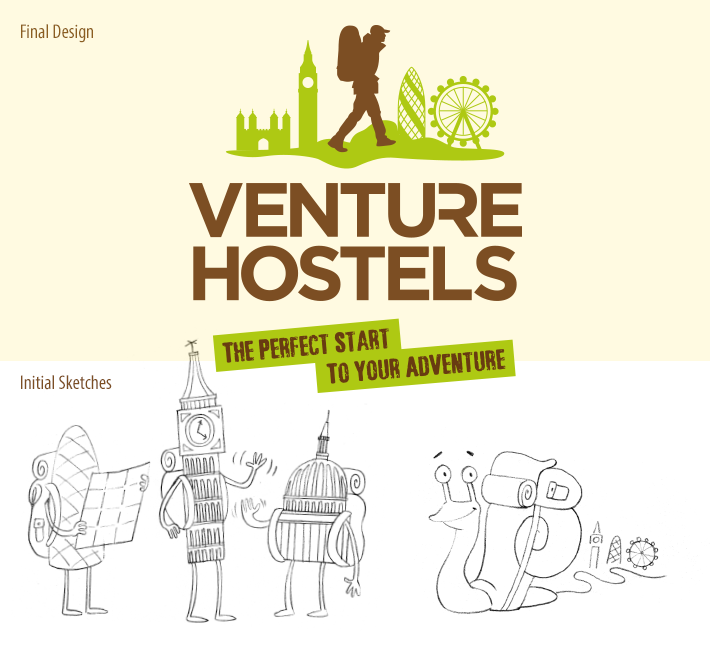 Final Design
VENTURE
HOSTELS
THE PERFECT START
TO YOUR ADVENTURE
Initial Sketches